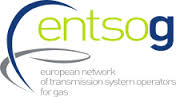 entsog
european network
of transmission system operators
for gas